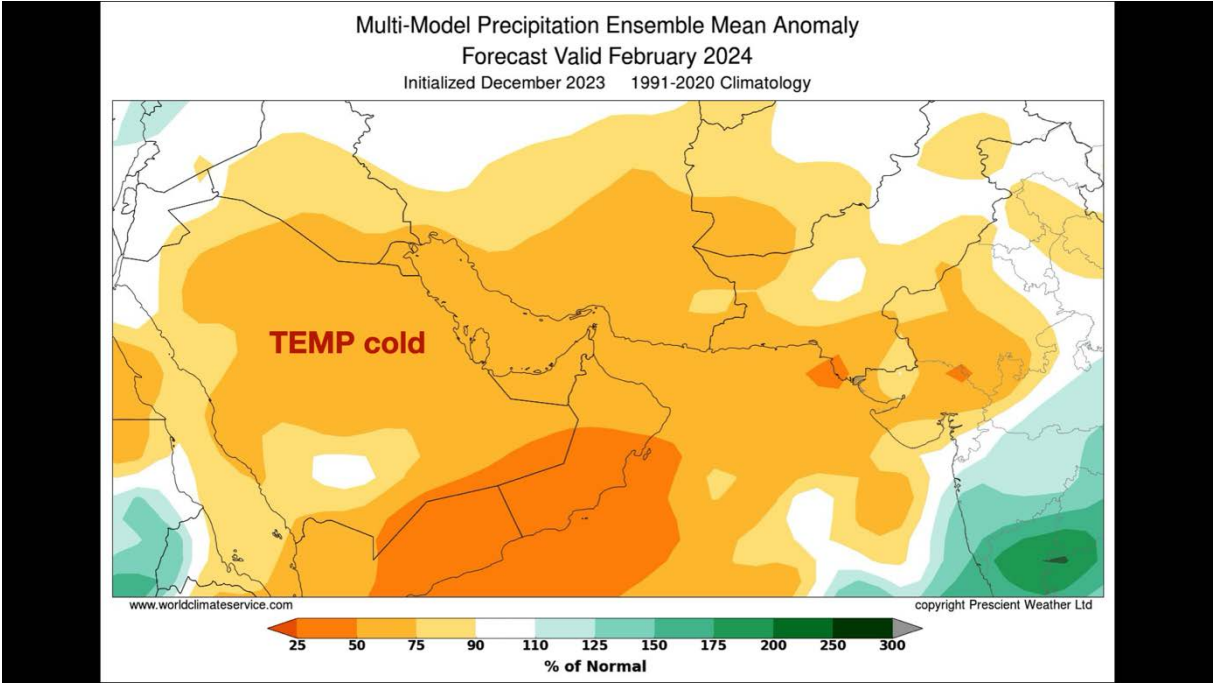 Multi-Model Precipitation Ensemble Mean Anomaly
Forecast Valid February 2024
Initialized December 2023 1991-2020 Climatology
TEMP cold
www.worldclimateservice.com copyright Prescient Weather Ltd
25 50 75 90 110 125 150 175 200 250 300
% of Normal